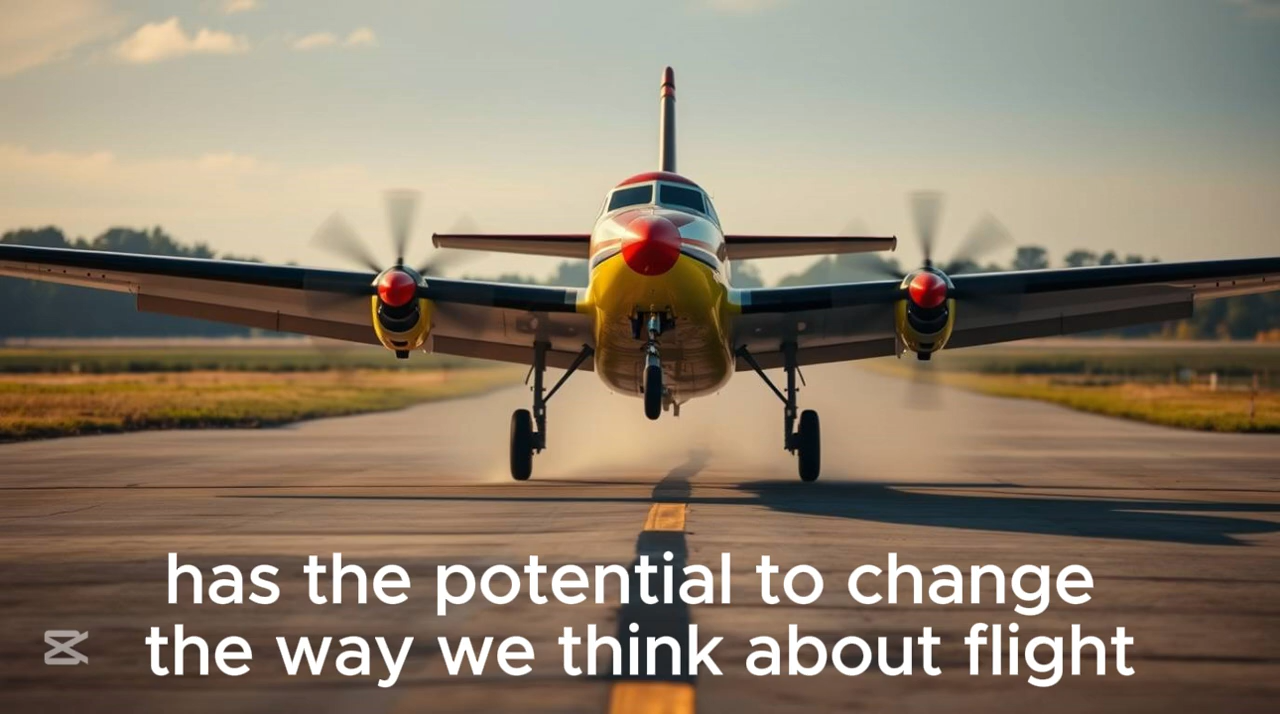 has the potential to change
the way we think about flight